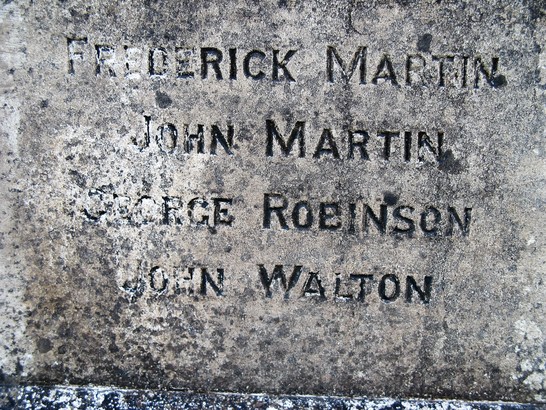 Frederick Martin
John Martin
George Robinson
John Walton